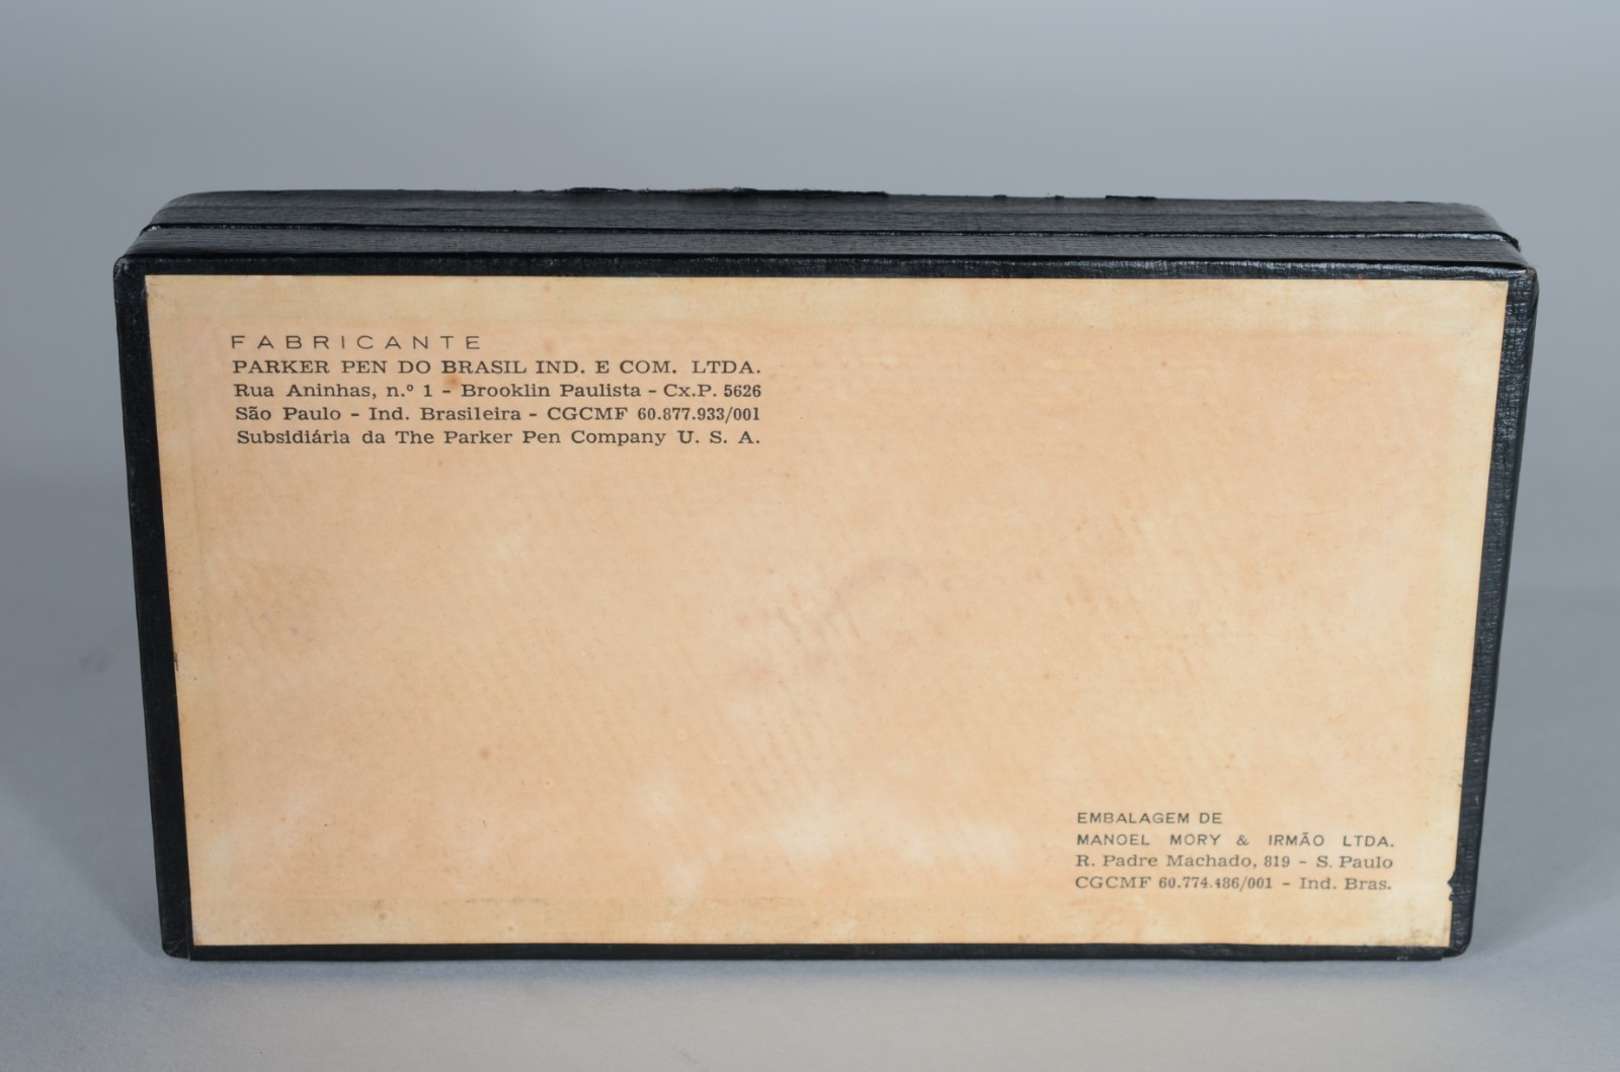 FABRICANTE
PARKER PEN DO BRASIL IND. E COM. LTDA.
Rua Aninhas, n.º 1 - Brooklin Paulista - Cx.P. 5626
São Paulo - Ind. Brasileira - CGCMF 60.877.933/001
Subsidiária da The Parker Pen Company U. S. A.
EMBALAGEM DE
MANOEL MORY & IRMÃO LTDA.
R. Padre Machado, 819 - S. Paulo
CGCMF 60.774.486/001 - Ind. Bras.